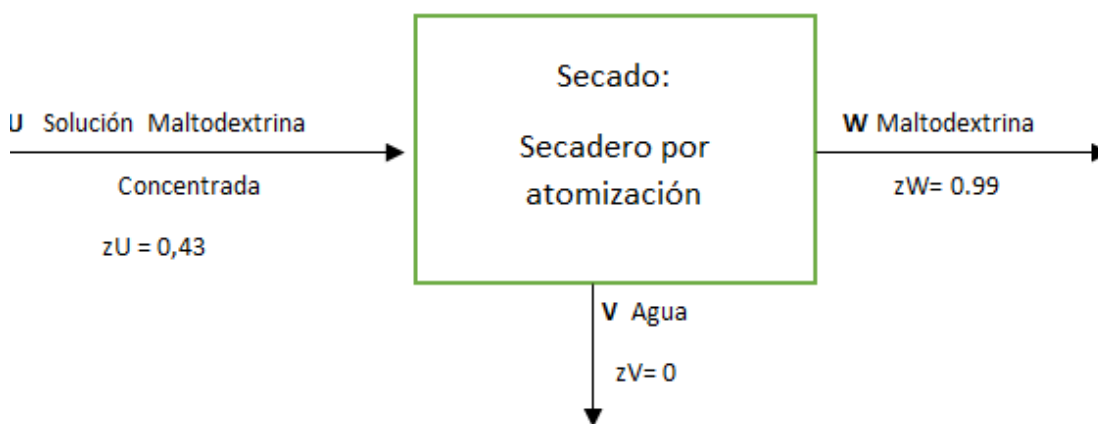 Secado:
Secadero por
atomización
U Solución Maltodextrina
Concentrada
zU = 0,43
W Maltodextrina
zW= 0.99
V Agua
zV= 0